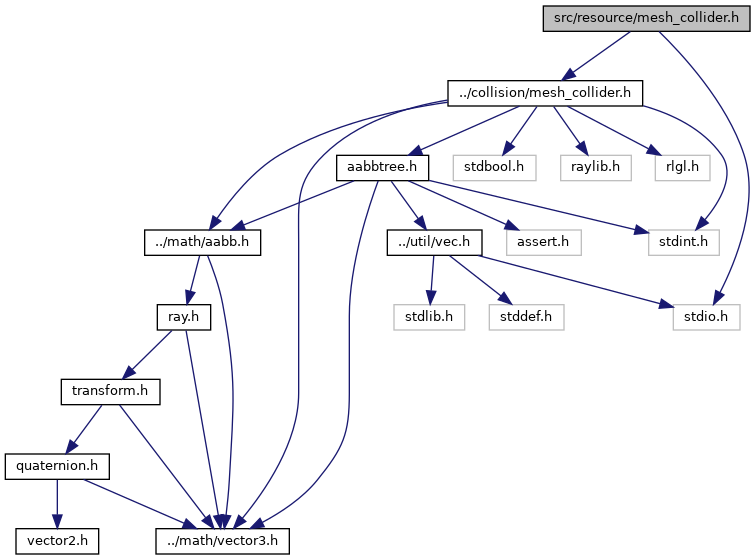 src/resource/mesh_collider.h
../collision/mesh_collider.h
aabbtree.h
stdbool.h
raylib.h
rlgl.h
../math/aabb.h
../util/vec.h
assert.h
stdint.h
ray.h
stdlib.h
stddef.h
stdio.h
transform.h
quaternion.h
vector2.h
../math/vector3.h